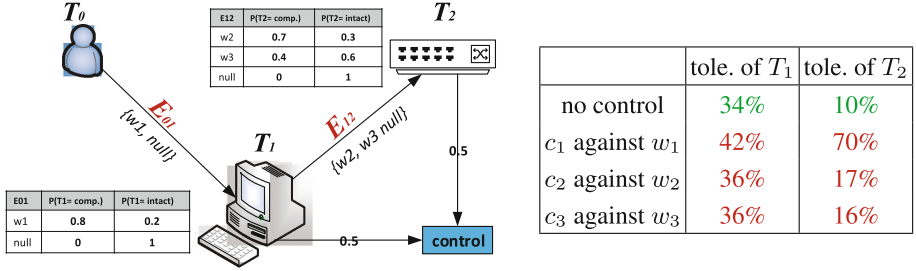 T0
E12 P(T2= comp.) P(T2= intact)
w2 0.7 0.3
w3 0.4 0.6
null 0 1
T2
E01
{w1, null}
T1
E12
{w2, w3 null}
0.5
E01 P(T1= comp.) P(T1= intact)
w1 0.8 0.2
null 0 1
0.5
control
tole. of T1 tole. of T2
no control 34% 10%
c1 against w1 42% 70%
c2 against w2 36% 17%
c3 against w3 36% 16%